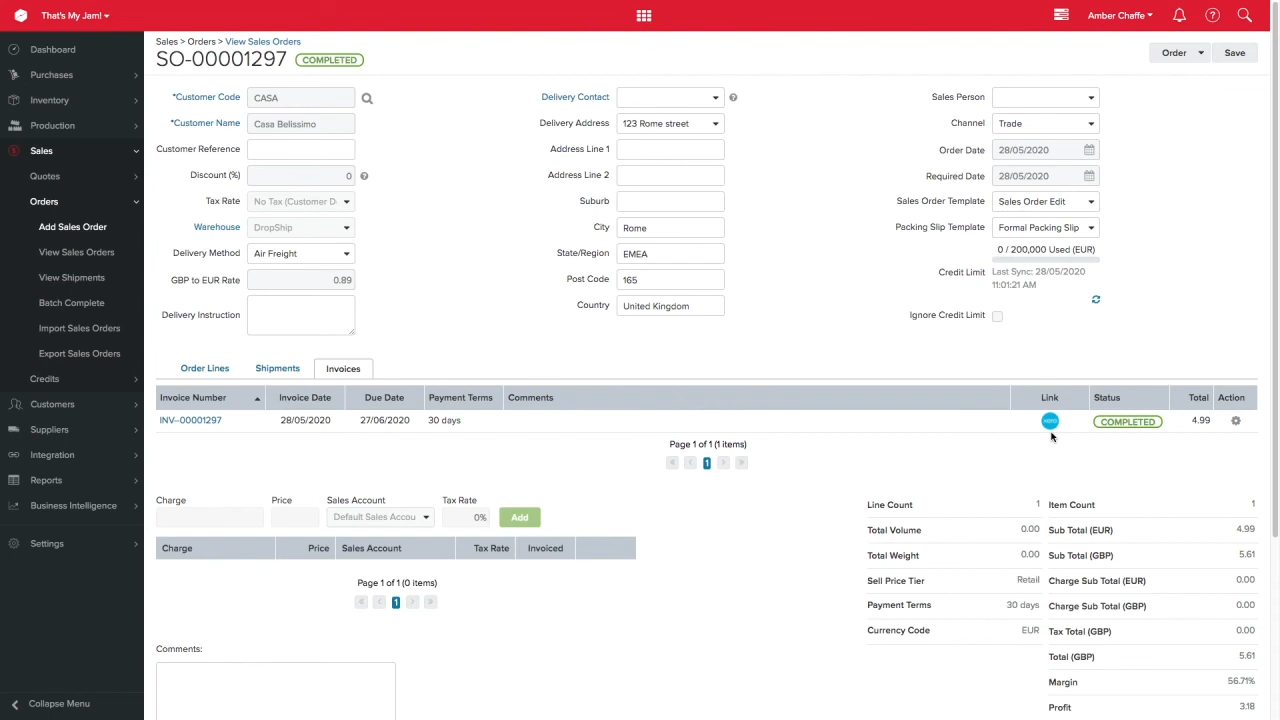 That's My Jam!
Amber Chaffe
Dashboard
Purchases
Inventory
Production
Sales
Quotes
Orders
Add Sales Order
View Sales Orders
View Shipments
Batch Complete
Import Sales Orders
Export Sales Orders
Credits
Customers
Suppliers
Integration
Reports
Business Intelligence
Settings
Collapse Menu
Sales > Orders > View Sales Orders
SO-00001297 COMPLETED
Order Save
*Customer Code CASA
*Customer Name Casa Belissimo
Customer Reference
Discount (%) 0
Tax Rate No Tax (Customer D
Warehouse DropShip
Delivery Method Air Freight
GBP to EUR Rate 0.89
Delivery Instruction
Delivery Contact
Delivery Address 123 Rome street
Address Line 1
Address Line 2
Suburb
City Rome
State/Region EMEA
Post Code 165
Country United Kingdom
Sales Person
Channel Trade
Order Date 28/05/2020
Required Date 28/05/2020
Sales Order Template Sales Order Edit
Packing Slip Template Formal Packing Slip
0 / 200,000 Used (EUR)
Credit Limit Last Sync: 28/05/2020
11:01:21 AM
Ignore Credit Limit
Order Lines Shipments Invoices
Invoice Number Invoice Date Due Date Payment Terms Comments Link Status Total Action
INV--00001297 28/05/2020 27/06/2020 30 days xero COMPLETED 4.99
Page 1 of 1 (1 items)
« ‹ 1 › »
Charge Price Sales Account Tax Rate
Default Sales Accou 0% Add
Charge Price Sales Account Tax Rate Invoiced
Page 1 of 1 (0 items)
« ‹ 1 › »
Comments:
Line Count 1
Total Volume 0.00
Total Weight 0.00
Sell Price Tier Retail
Payment Terms 30 days
Currency Code EUR
Item Count 1
Sub Total (EUR) 4.99
Sub Total (GBP) 5.61
Charge Sub Total (EUR) 0.00
Charge Sub Total (GBP) 0.00
Tax Total (GBP) 0.00
Total (GBP) 5.61
Margin 56.71%
Profit 3.18